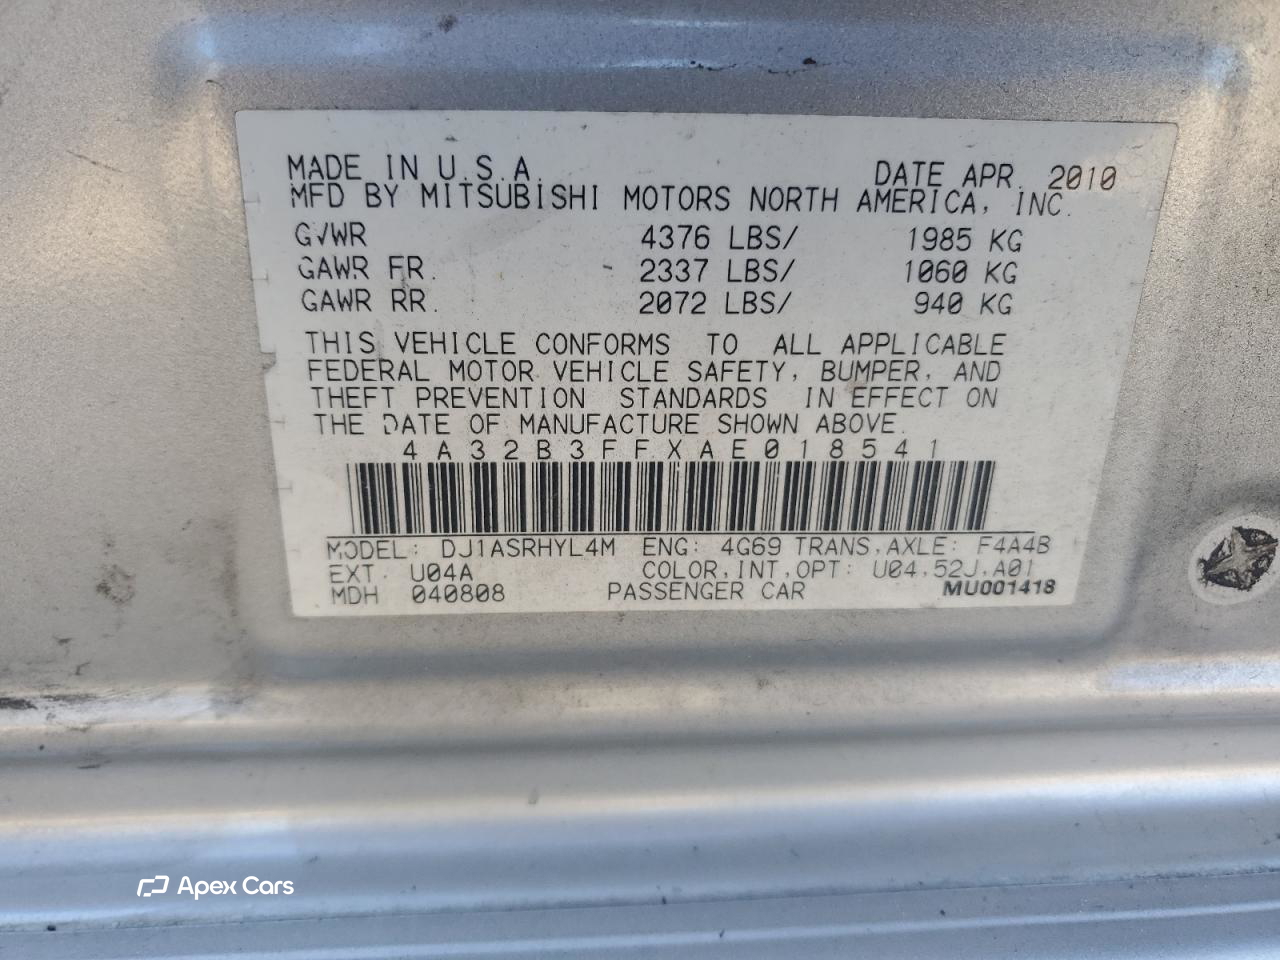 MADE IN U.S.A. DATE APR. 2010
MFD BY MITSUBISHI MOTORS NORTH AMERICA, INC.
GVWR 4376 LBS/ 1985 KG
GAWR FR. 2337 LBS/ 1060 KG
GAWR RR. 2072 LBS/ 940 KG
THIS VEHICLE CONFORMS TO ALL APPLICABLE
FEDERAL MOTOR VEHICLE SAFETY, BUMPER, AND
THEFT PREVENTION STANDARDS IN EFFECT ON
THE DATE OF MANUFACTURE SHOWN ABOVE.
4A32B3FFXAE018541
MODEL: DJ1ASRHYL4M ENG: 4G69 TRANS,AXLE: F4A4B
EXT. U04A COLOR,INT,OPT: U04,52J,A01
MDH 040808 PASSENGER CAR MU001418
Apex Cars